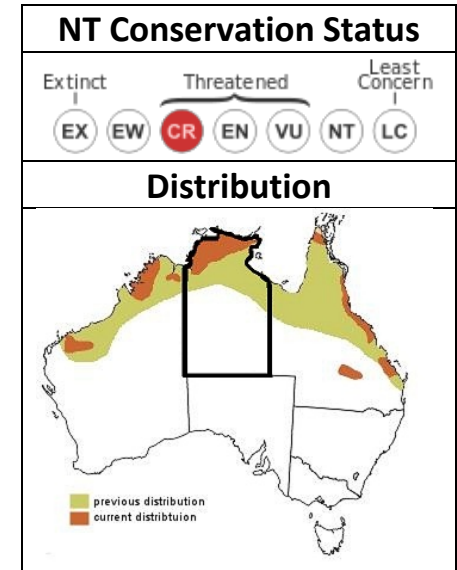 NT Conservation Status
Extinct Threatened Least
Concern
EX EW CR EN VU NT LC
Distribution
previous distribution
current distribtuion